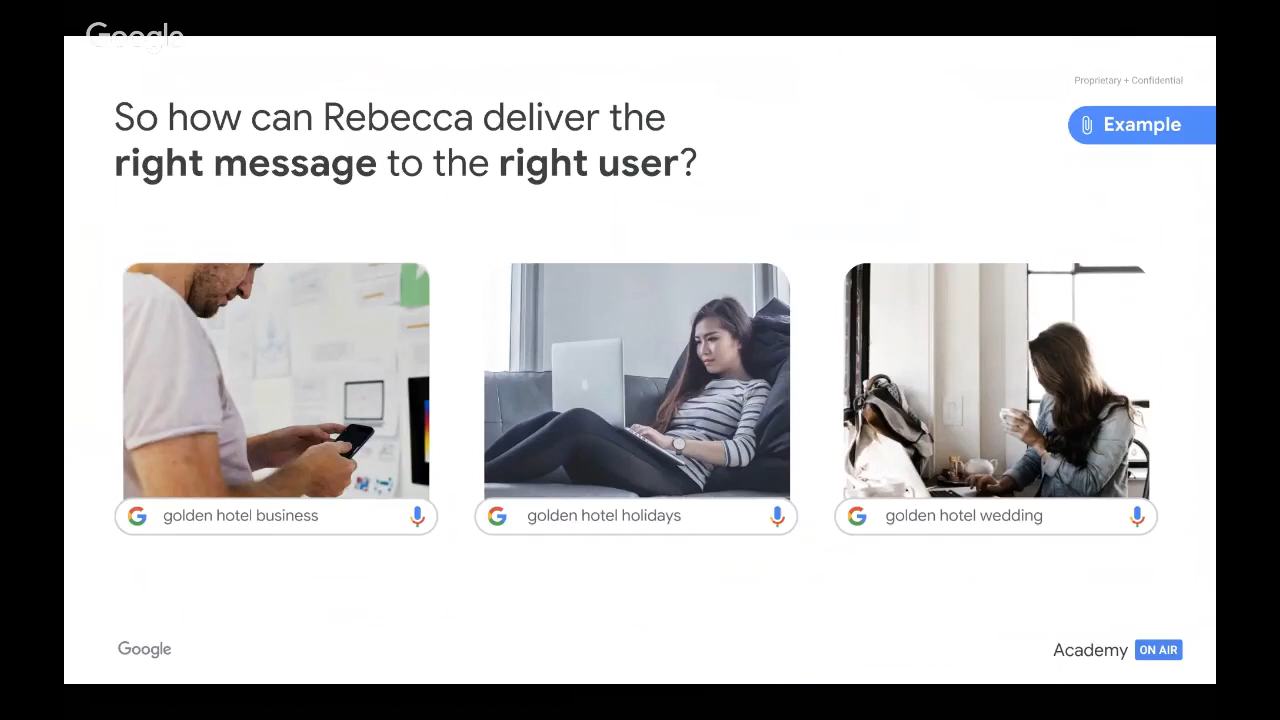 Google
Proprietary + Confidential
So how can Rebecca deliver the
right message to the right user?
Example
golden hotel business
golden hotel holidays
golden hotel wedding
Google
Academy ON AIR